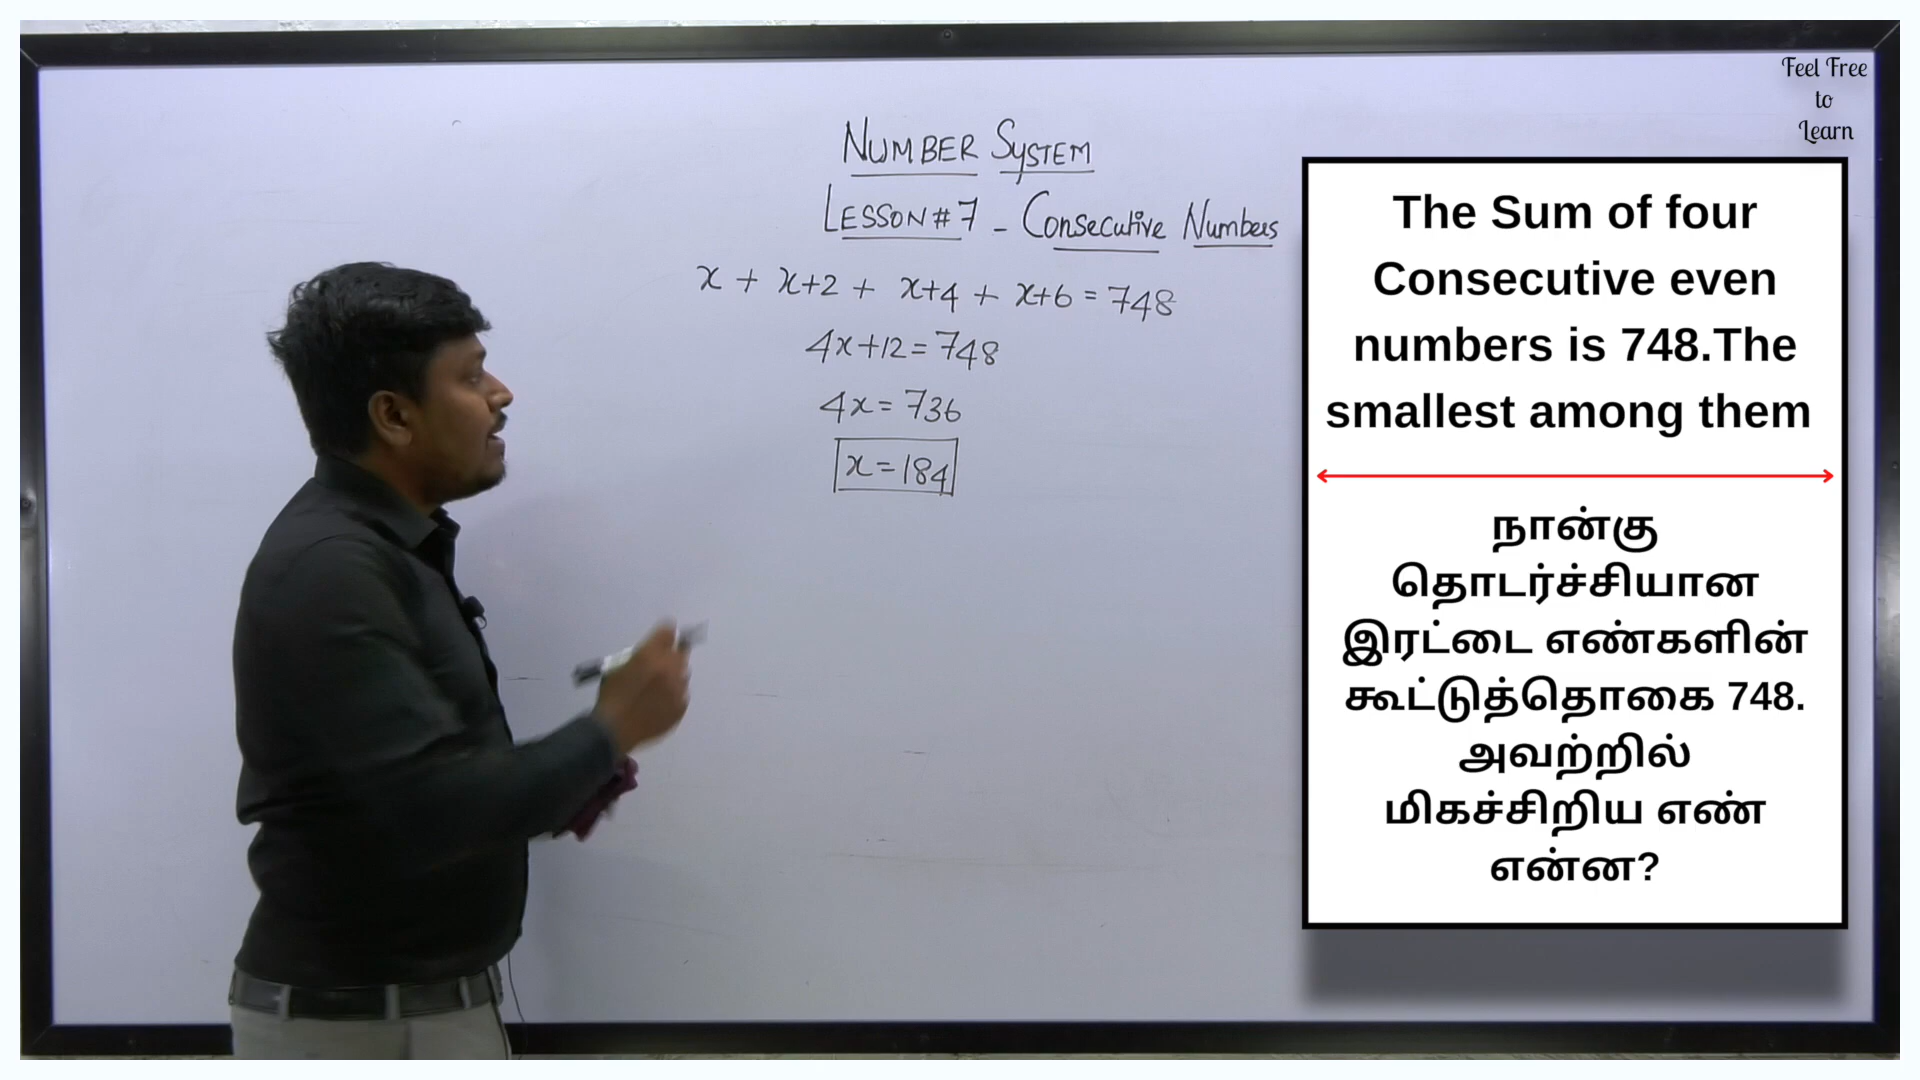 Feel Free
to
Learn
NUMBER SYSTEM
LESSON # 7 - Consecutive Numbers
x + x+2 + x+4 + x+6 = 748
4x+12=748
4x= 736
x=184
The Sum of four
Consecutive even
numbers is 748.The
smallest among them
நான்கு
தொடர்ச்சியான
இரட்டை எண்களின்
கூட்டுத்தொகை 748.
அவற்றில்
மிகச்சிறிய எண்
என்ன?